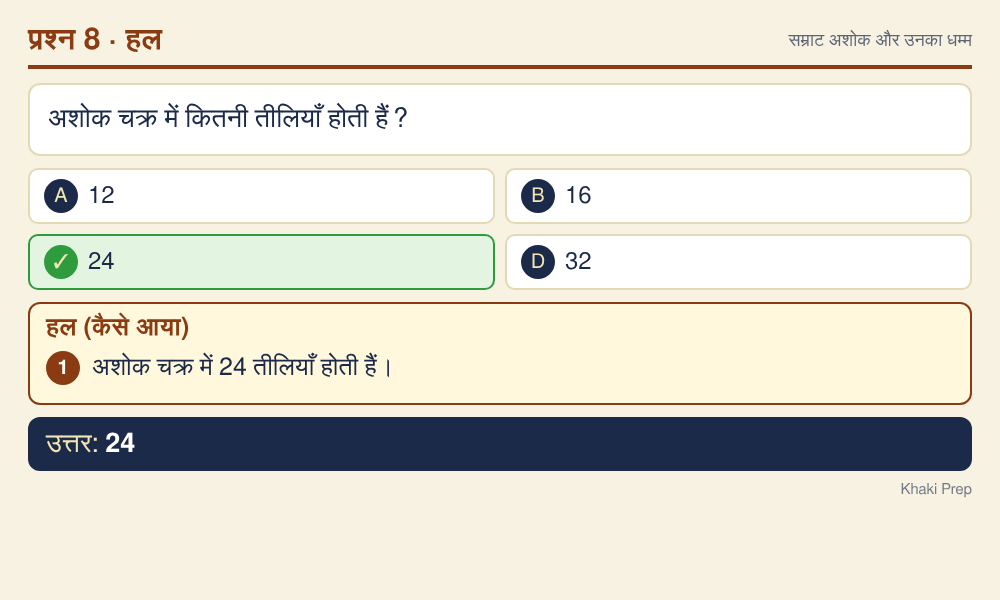 प्रश्न 8 · हल
सम्राट अशोक और उनका धम्म
अशोक चक्र में कितनी तीलियाँ होती हैं ?
A 12
B 16
✓ 24
D 32
हल (कैसे आया)
1 अशोक चक्र में 24 तीलियाँ होती हैं ।
उत्तर: 24
Khaki Prep